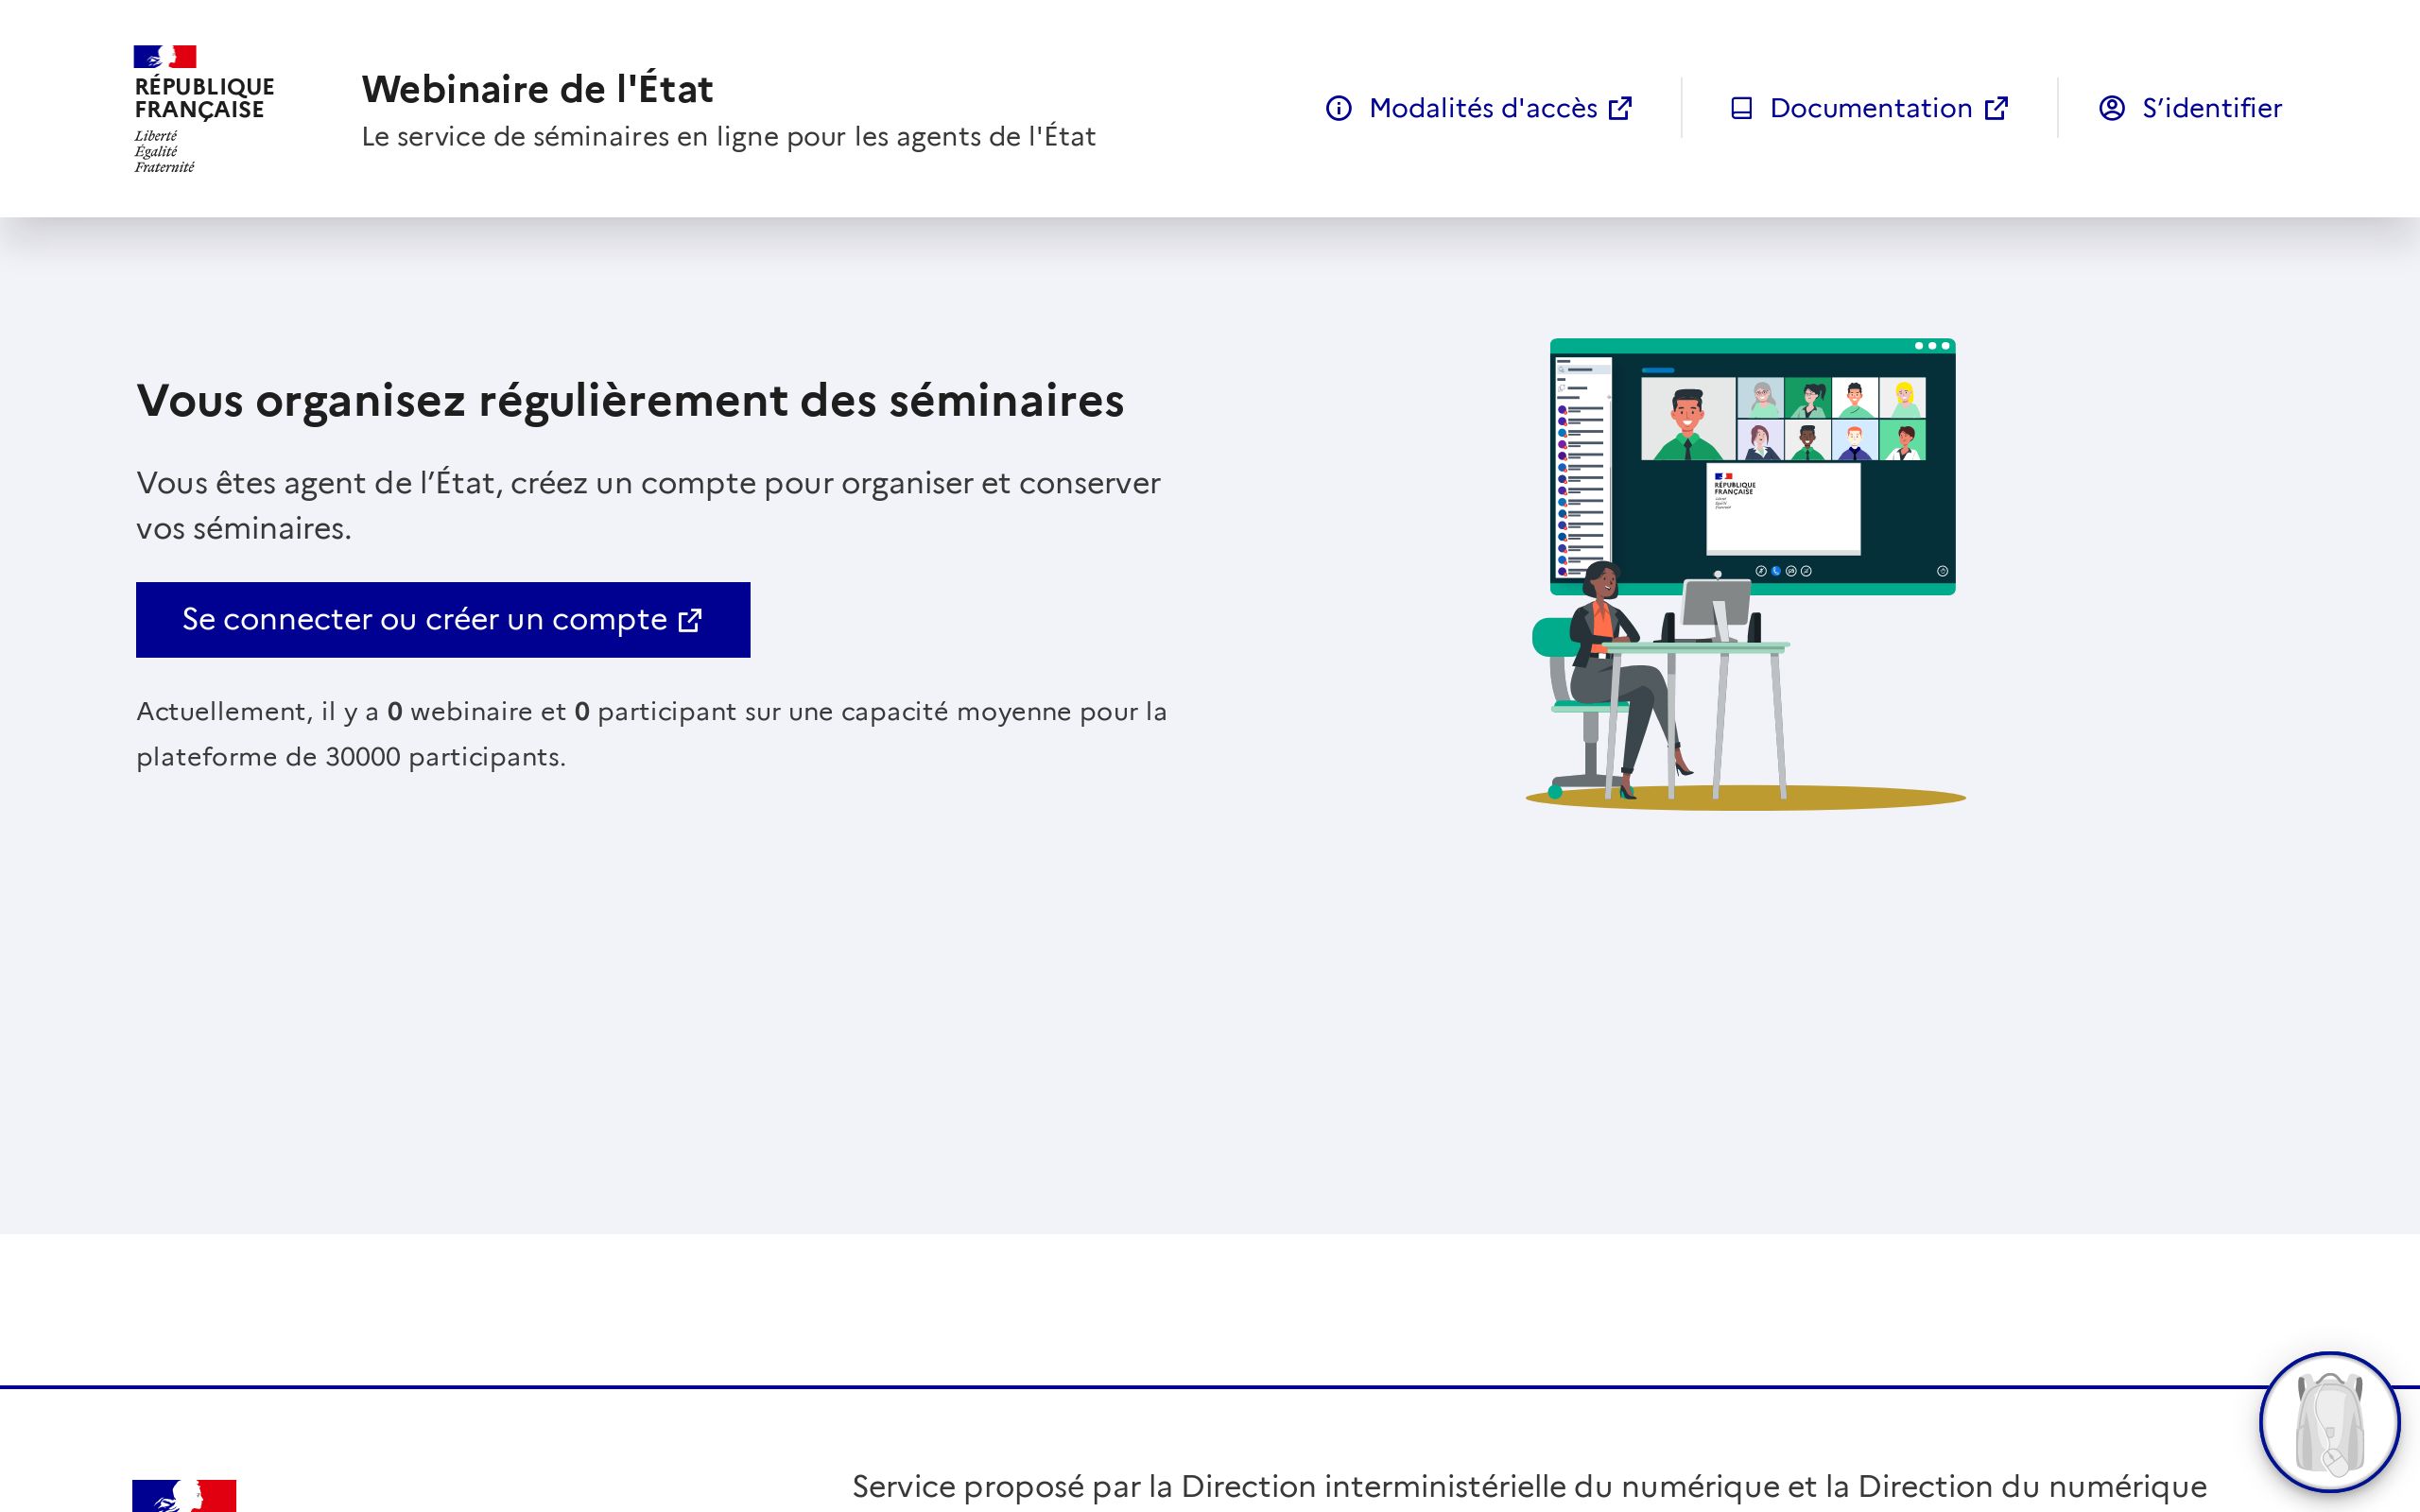 RÉPUBLIQUE
FRANÇAISE
Liberté
Égalité
Fraternité
Webinaire de l'État
Le service de séminaires en ligne pour les agents de l'État
Modalités d'accès
Documentation
S’identifier
Vous organisez régulièrement des séminaires
Vous êtes agent de l’État, créez un compte pour organiser et conserver
vos séminaires.
Se connecter ou créer un compte
Actuellement, il y a 0 webinaire et 0 participant sur une capacité moyenne pour la
plateforme de 30000 participants.
RÉPUBLIQUE
FRANÇAISE
Service proposé par la Direction interministérielle du numérique et la Direction du numérique